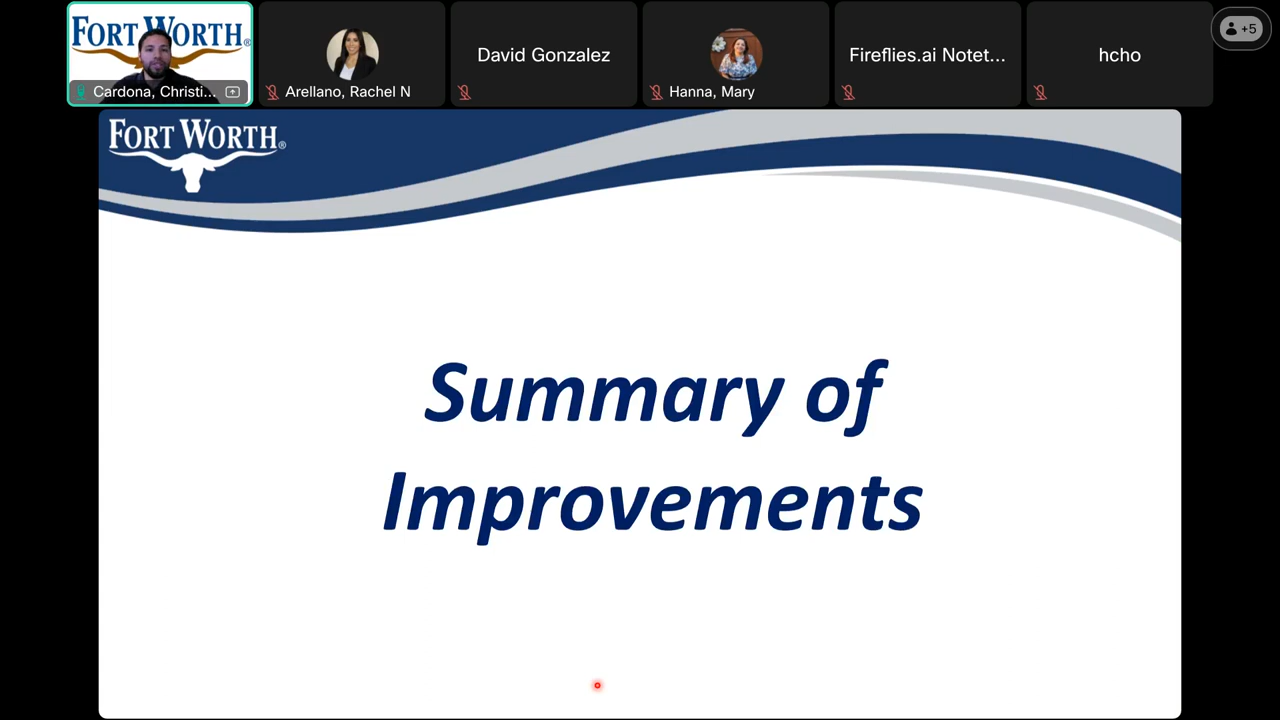 FORT WORTH®
Cardona, Christi...
Arellano, Rachel N
David Gonzalez
Hanna, Mary
Fireflies.ai Notet...
hcho
+5
FORT WORTH®
Summary of
Improvements